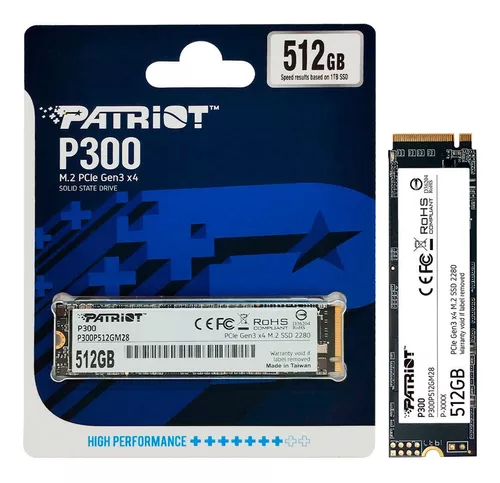 512GB
Speed results based on 1TB SSD
PATRIOT™
P300
M.2 PCIe Gen3 x4
SOLID STATE DRIVE
PATRIOT
P300
P300P512GM28
512GB
CE FC RoHS
COMPLIANT
PCIe Gen3 x4 M.2 SSD 2280
Warranty void if
label removed
Made in Taiwan
HIGH PERFORMANCE
PATRIOT
P300
P300P512GM28
P-XXXX
512GB
CE FC RoHS
COMPLIANT
PCIe Gen3 x4 M.2 SSD 2280
Warranty void if
label removed